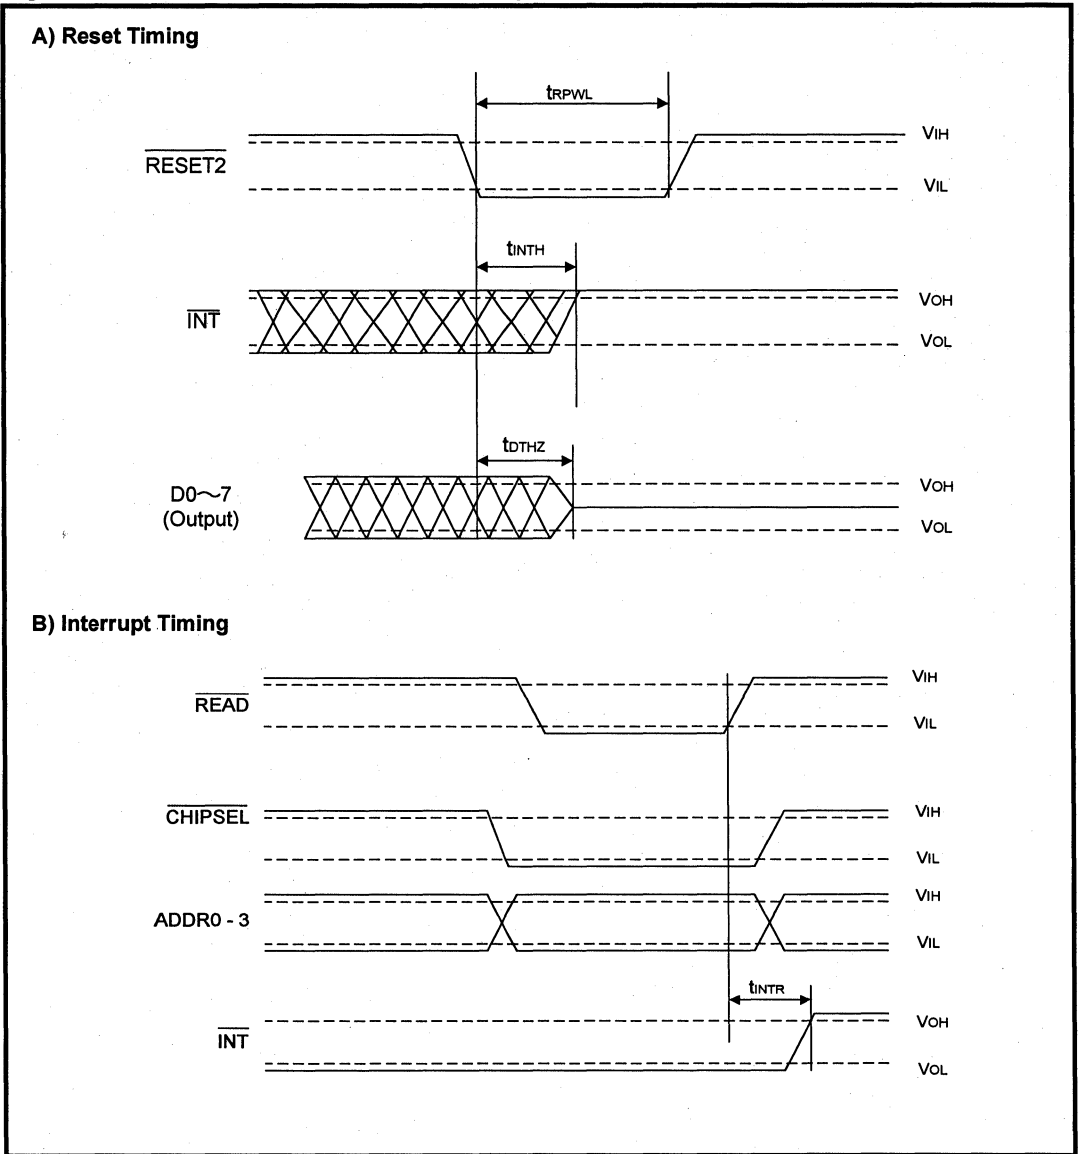 A) Reset Timing
tRPWL
RESET2
VIH
VIL
tINTH
INT
VOH
VOL
tDTHZ
D0～7
(Output)
VOH
VOL
B) Interrupt Timing
READ
VIH
VIL
CHIPSEL
VIH
VIL
ADDR0 - 3
VIH
VIL
tINTR
INT
VOH
VOL